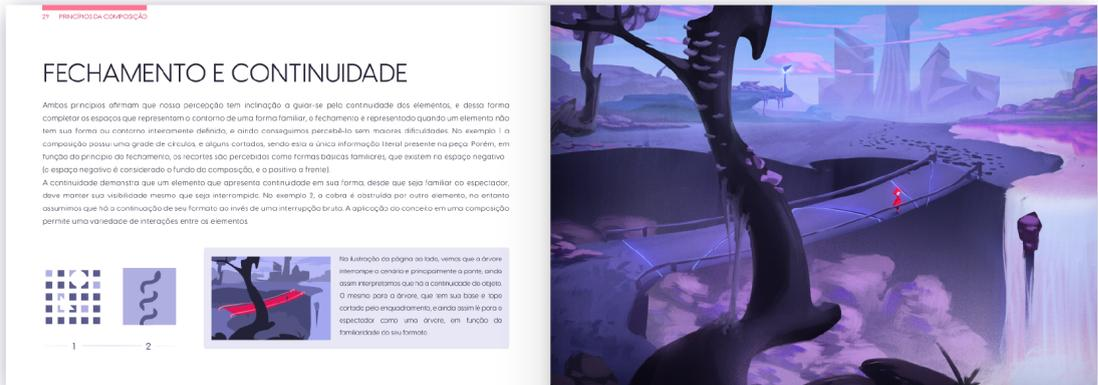 29 PRINCÍPIOS DA COMPOSIÇÃO
FECHAMENTO E CONTINUIDADE
Ambos princípios afirmam que nossa percepção tem inclinação a guiar-se pela continuidade dos elementos, e dessa forma
completar os espaços que representam o contorno de uma forma familiar, o fechamento é representado quando um elemento não
tem sua forma ou contorno inteiramente definido, e ainda conseguimos percebê-lo sem maiores dificuldades. No exemplo 1 a
composição possui uma grade de círculos, e alguns cortados, sendo esta a única informação literal presente na peça. Porém, em
função do princípio do fechamento, os recortes são percebidos como formas básicas familiares, que existem no espaço negativo
(o espaço negativo é considerado o fundo da composição, e o positivo a frente).
A continuidade demonstra que um elemento que apresenta continuidade em sua forma, desde que seja familiar ao espectador,
deve manter sua visibilidade mesmo que seja interrompida. No exemplo 2, a cobra é obstruída por outro elemento, no entanto
assumimos que há a continuação de seu formato ao invés de uma interrupção bruta. A aplicação do conceito em uma composição
permite uma variedade de interações entre os elementos.
Na ilustração da página ao lado, vemos que a árvore
interrompe o cenário e principalmente a ponte, ainda
assim interpretamos que há a continuidade do objeto.
O mesmo para a árvore, que tem sua base e topo
cortado pelo enquadramento, e ainda assim lê para o
espectador como uma árvore, em função da
familiaridade do seu formato.
1 2